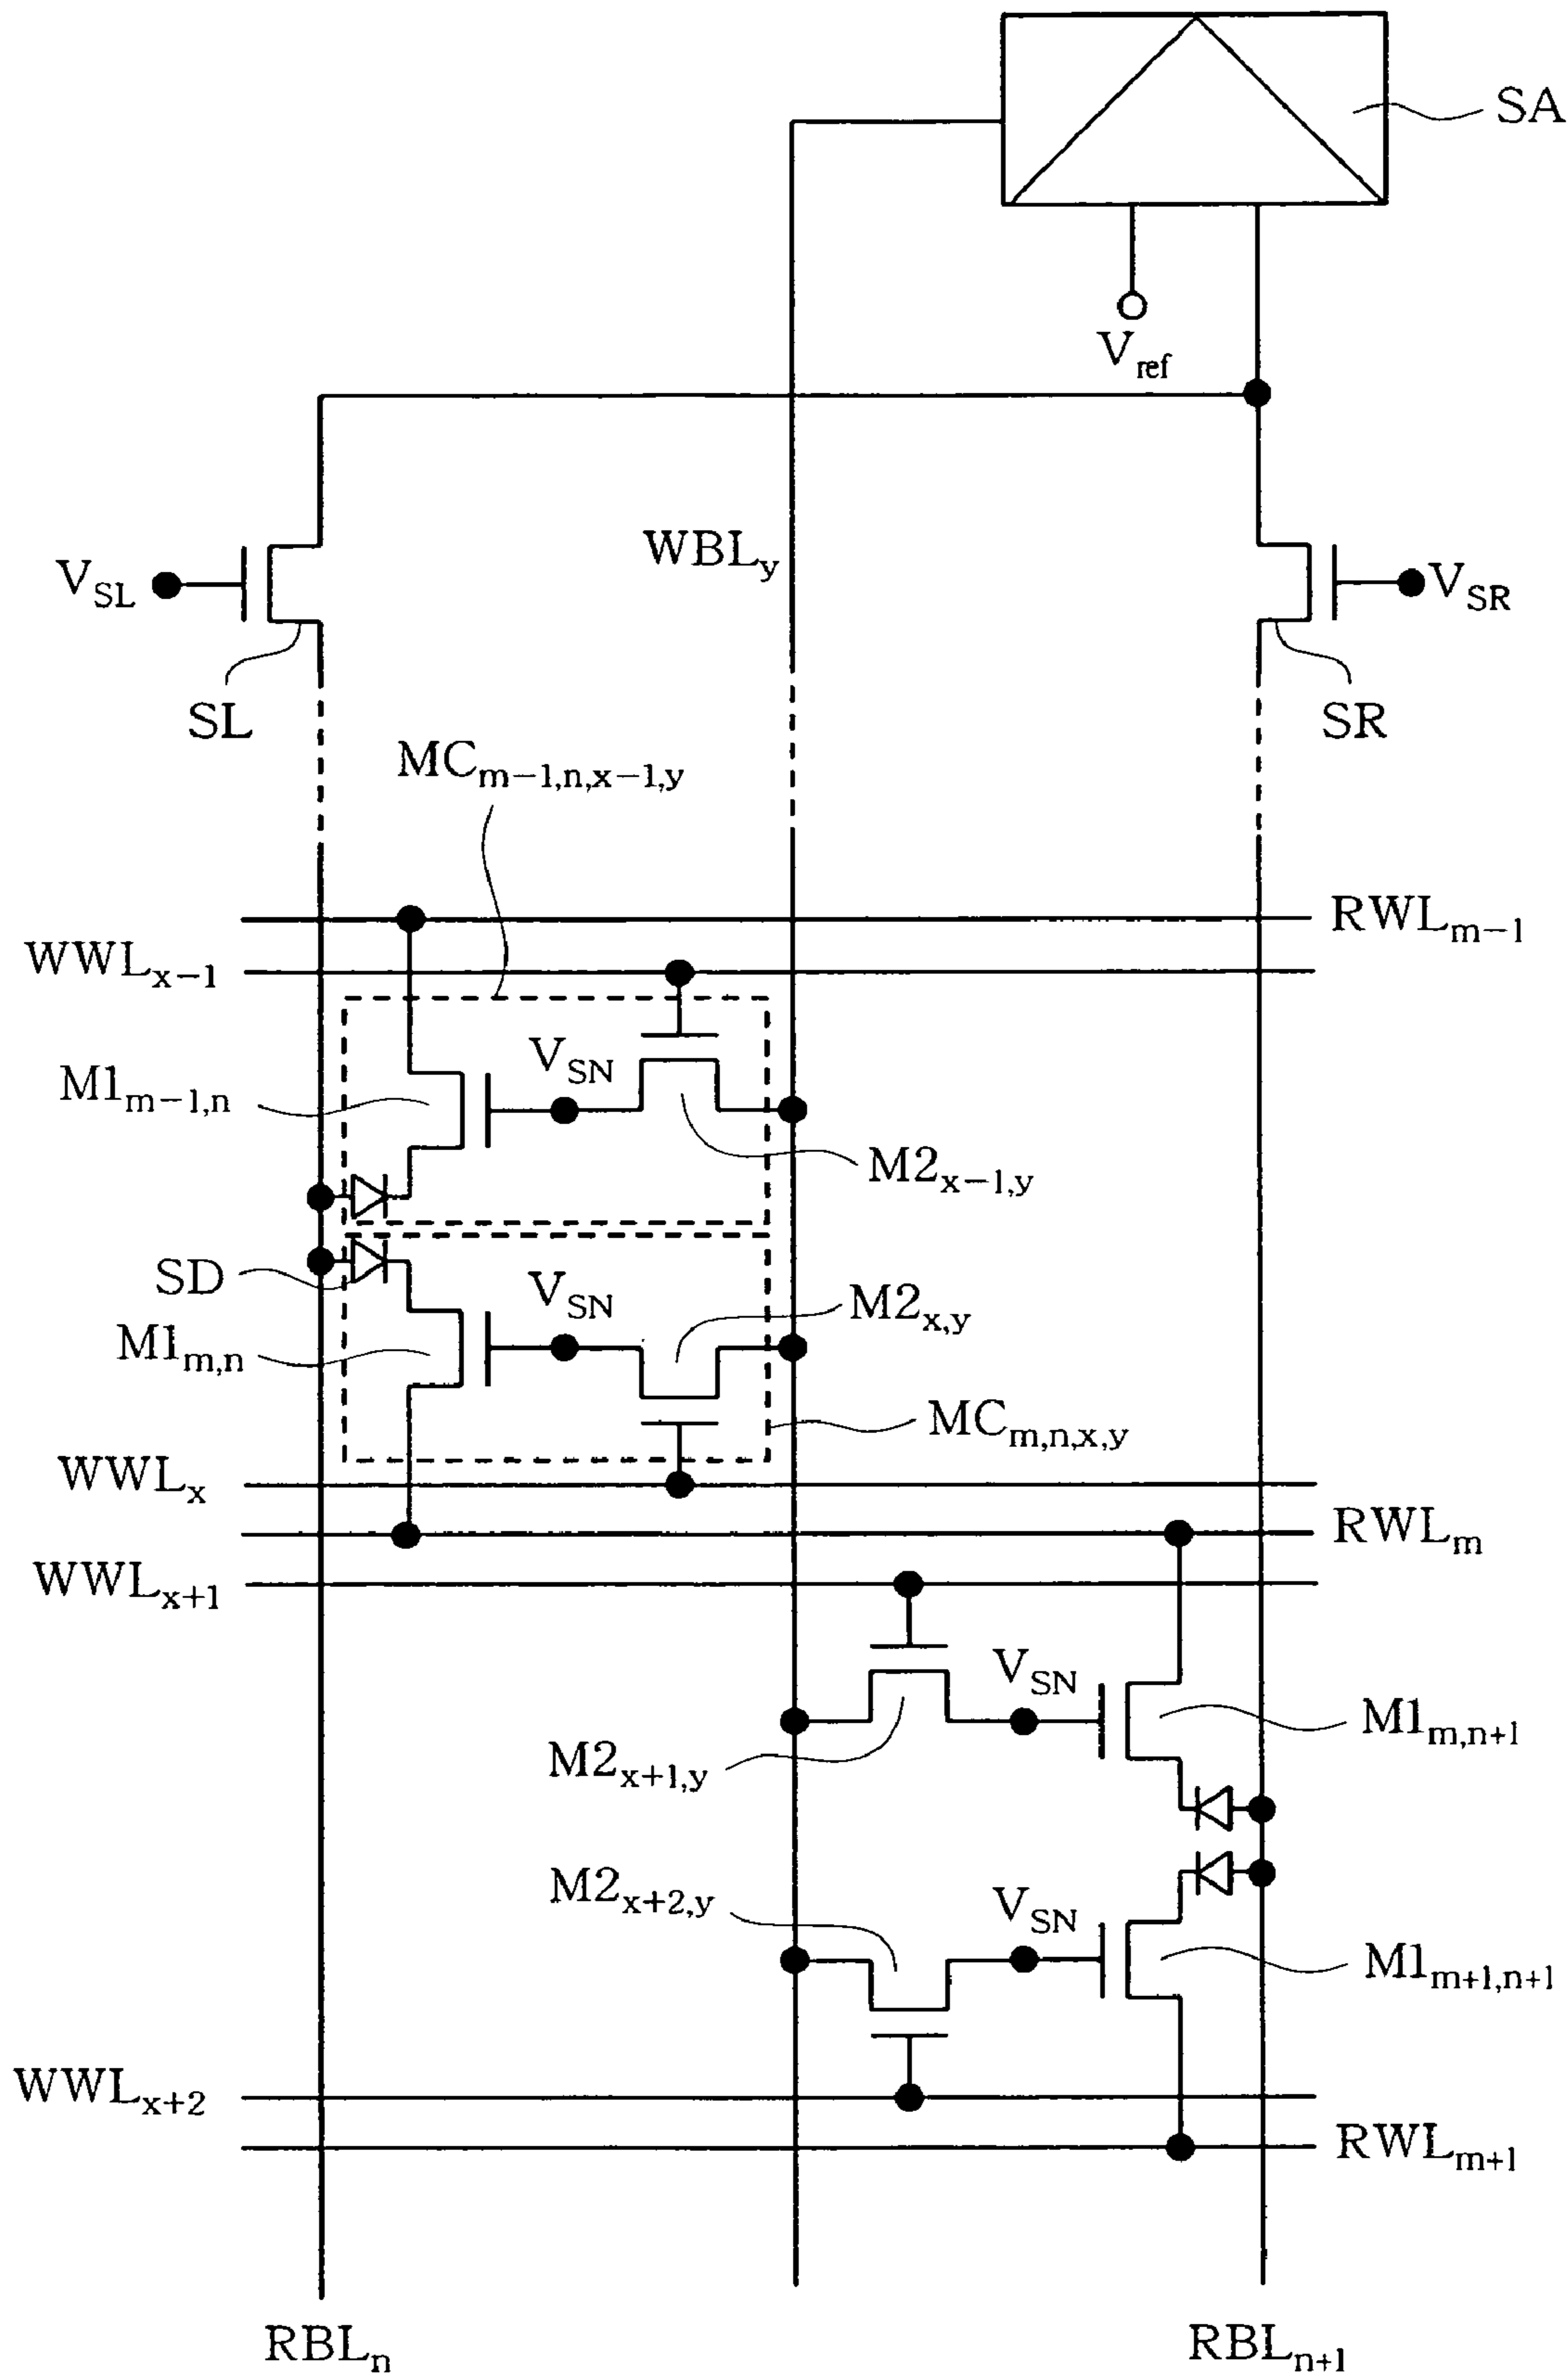 SA
V_ref
WBL_y
V_SL
V_SR
SL
SR
MC_m-1,n,x-1,y
RWL_m-1
WWL_x-1
V_SN
M1_m-1,n
M2_x-1,y
SD
V_SN
M2_x,y
M1_m,n
MC_m,n,x,y
WWL_x
RWL_m
WWL_x+1
V_SN
M1_m,n+1
M2_x+1,y
M2_x+2,y
V_SN
M1_m+1,n+1
WWL_x+2
RWL_m+1
RBL_n
RBL_n+1